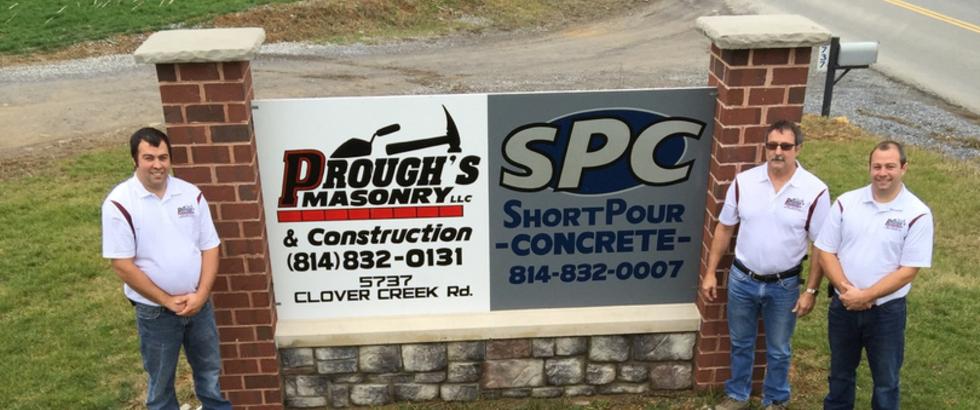 PROUGH'S
MASONRY LLC
& Construction
(814) 832-0131
5737
CLOVER CREEK Rd.
SPC
SHORTPOUR
-CONCRETE-
814-832-0007